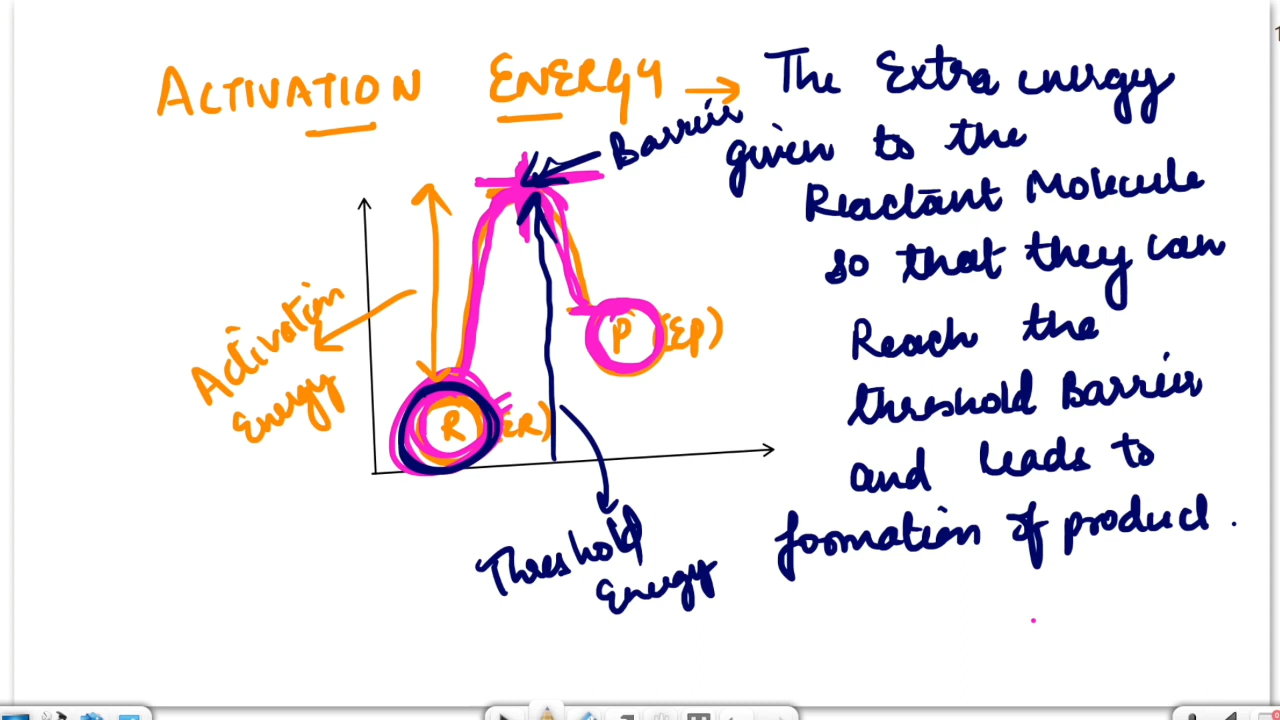 ACTIVATION ENERGY → The Extra energy
Barrier
given to the
Reactant Molecule
so that they can
Reach the
threshold Barrier
and leads to
formation of product.
Activation
Energy
R (ER)
P (EP)
Threshold
Energy